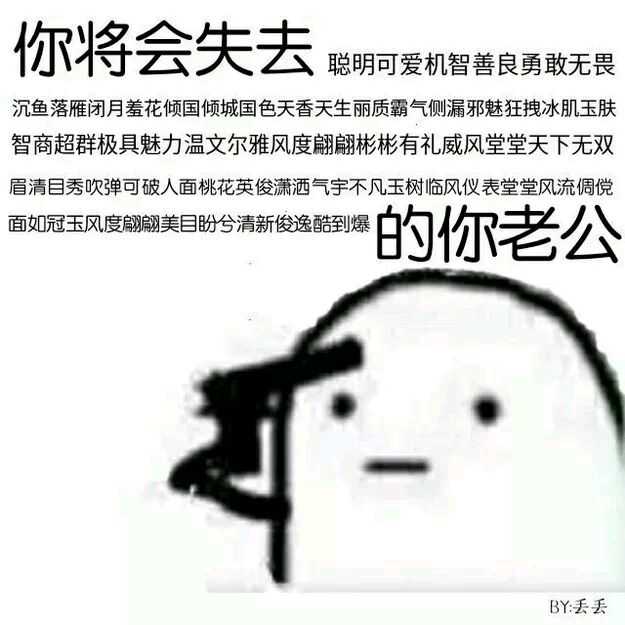 你将会失去 聪明可爱机智善良勇敢无畏
沉鱼落雁闭月羞花倾国倾城国色天香天生丽质霸气侧漏邪魅狂拽冰肌玉肤
智商超群极具魅力温文尔雅风度翩翩彬彬有礼威风堂堂天下无双
眉清目秀吹弹可破人面桃花英俊潇洒气宇不凡玉树临风仪表堂堂风流倜傥
面如冠玉风度翩翩美目盼兮清新俊逸酷到爆 的你老公
BY:丢丢